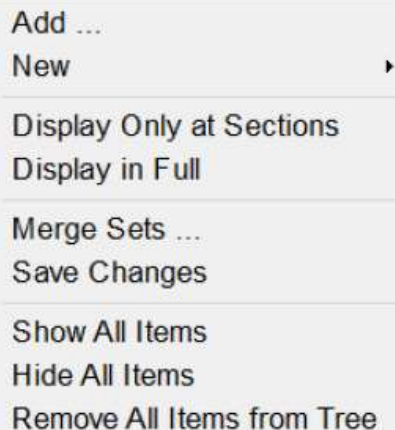 Add ...
New
Display Only at Sections
Display in Full
Merge Sets ...
Save Changes
Show All Items
Hide All Items
Remove All Items from Tree